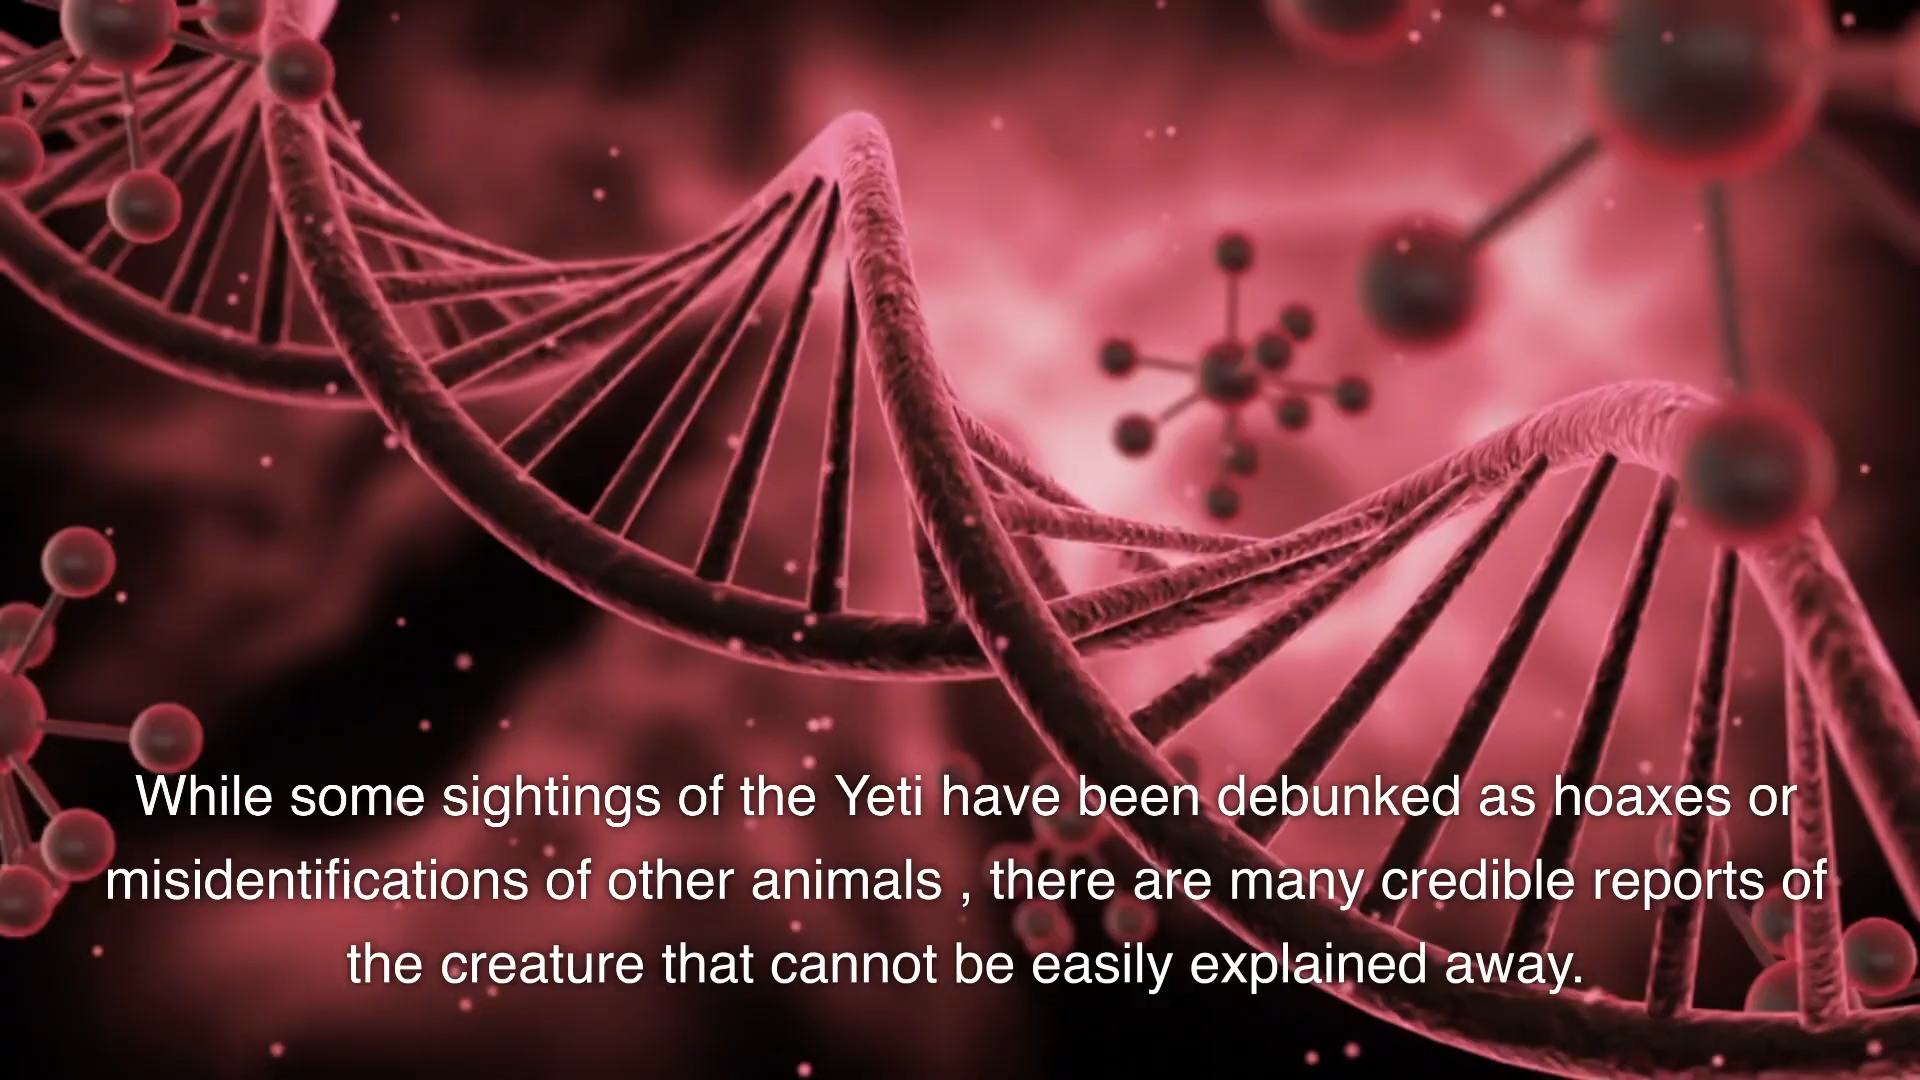 While some sightings of the Yeti have been debunked as hoaxes or
misidentifications of other animals , there are many credible reports of
the creature that cannot be easily explained away.